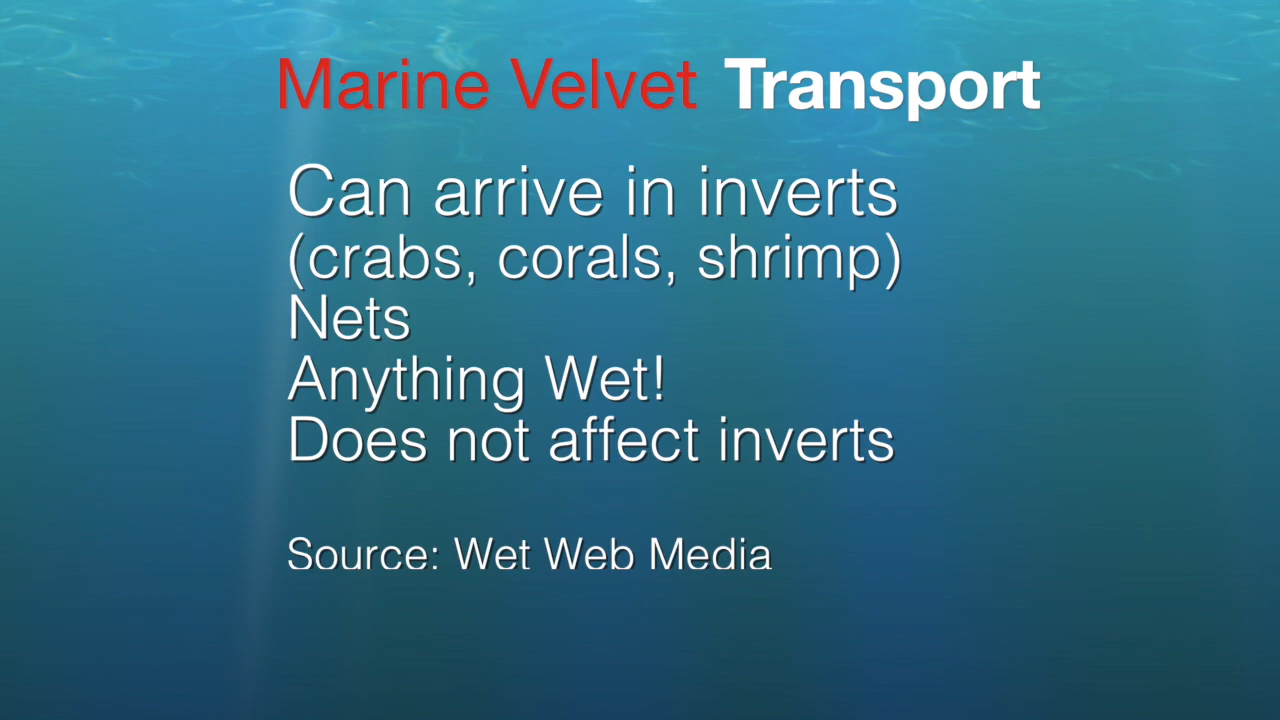 Marine Velvet Transport
Can arrive in inverts
(crabs, corals, shrimp)
Nets
Anything Wet!
Does not affect inverts
Source: Wet Web Media